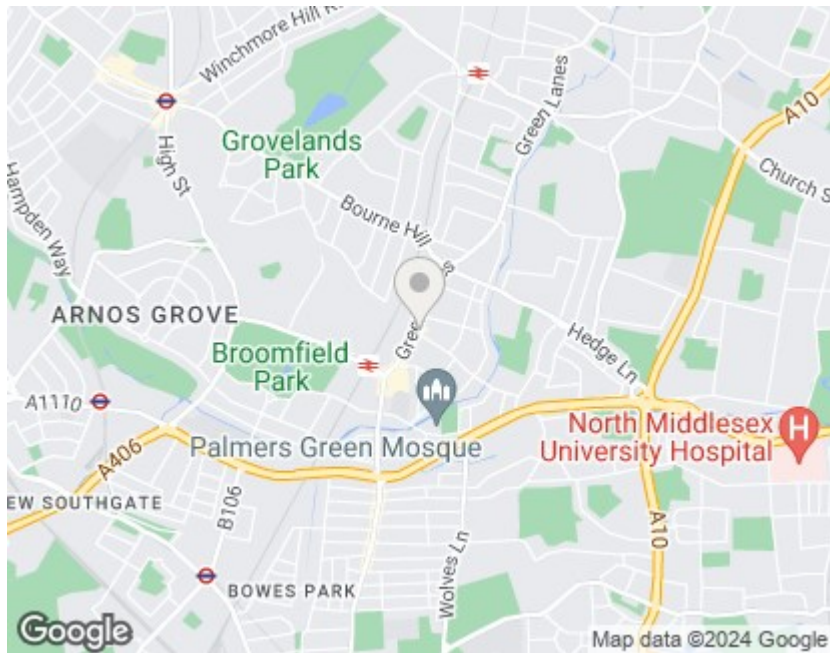 Winchmore Hill R
Green Lanes
A10
High St
Grovelands
Park
Church S
Hampden Way
Bourne Hill
ARNOS GROVE
Gree
Hedge Ln
Broomfield
Park
A1110
Palmers Green Mosque
North Middlesex
University Hospital
H
A406
EW SOUTHGATE
B106
A10
BOWES PARK
Wolves Ln
Google
Map data ©2024 Google